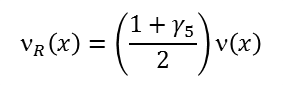 ν_R(x) = ((1 + γ_5)/2) ν(x)